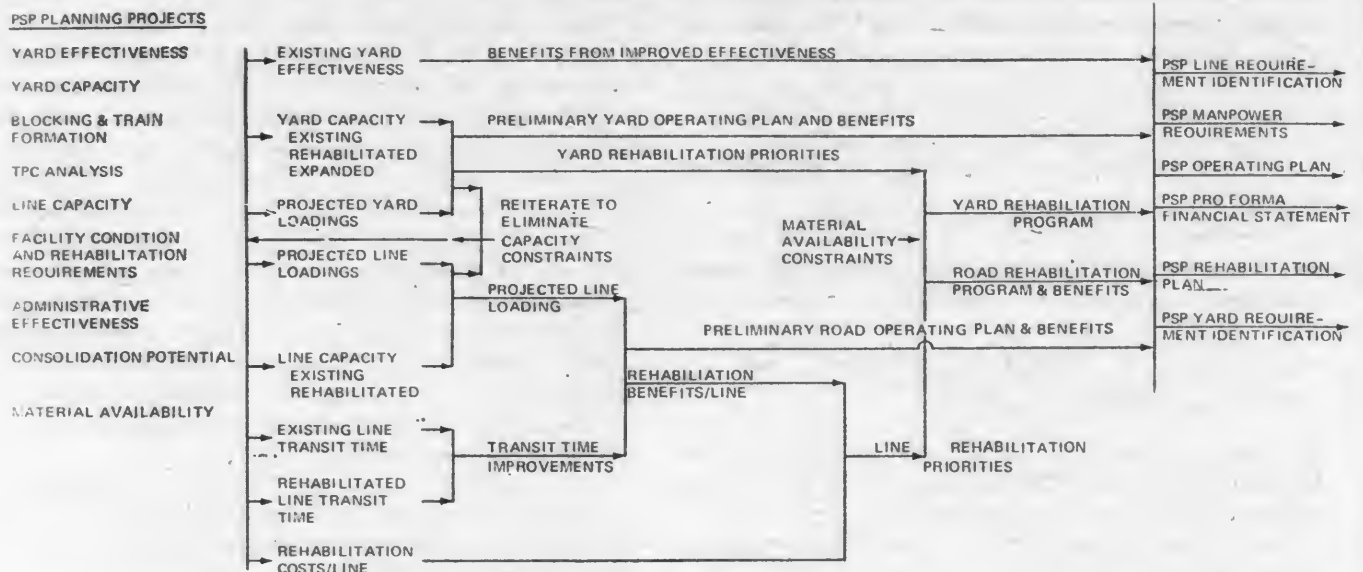 PSP PLANNING PROJECTS
YARD EFFECTIVENESS
YARD CAPACITY
BLOCKING & TRAIN
FORMATION
TPC ANALYSIS
LINE CAPACITY
FACILITY CONDITION
AND REHABILITATION
REQUIREMENTS
ADMINISTRATIVE
EFFECTIVENESS
CONSOLIDATION POTENTIAL
MATERIAL AVAILABILITY
EXISTING YARD
EFFECTIVENESS
YARD CAPACITY
EXISTING
REHABILITATED
EXPANDED
PROJECTED YARD
LOADINGS
PROJECTED LINE
LOADINGS
LINE CAPACITY
EXISTING
REHABILITATED
EXISTING LINE
TRANSIT TIME
REHABILITATED
LINE TRANSIT
TIME
REHABILITATION
COSTS/LINE
BENEFITS FROM IMPROVED EFFECTIVENESS
PRELIMINARY YARD OPERATING PLAN AND BENEFITS
YARD REHABILITATION PRIORITIES
REITERATE TO
ELIMINATE
CAPACITY
CONSTRAINTS
PROJECTED LINE
LOADING
TRANSIT TIME
IMPROVEMENTS
PRELIMINARY ROAD OPERATING PLAN & BENEFITS
REHABILIATION
BENEFITS/LINE
MATERIAL
AVAILABILITY
CONSTRAINTS
LINE REHABILITATION
PRIORITIES
YARD REHABILIATION
PROGRAM
ROAD REHABILITATION
PROGRAM & BENEFITS
PSP LINE REQUIRE-
MENT IDENTIFICATION
PSP MANPOWER
REQUIREMENTS
PSP OPERATING PLAN
PSP PRO FORMA
FINANCIAL STATEMENT
PSP REHABILITATION
PLAN
PSP YARD REQUIRE-
MENT IDENTIFICATION